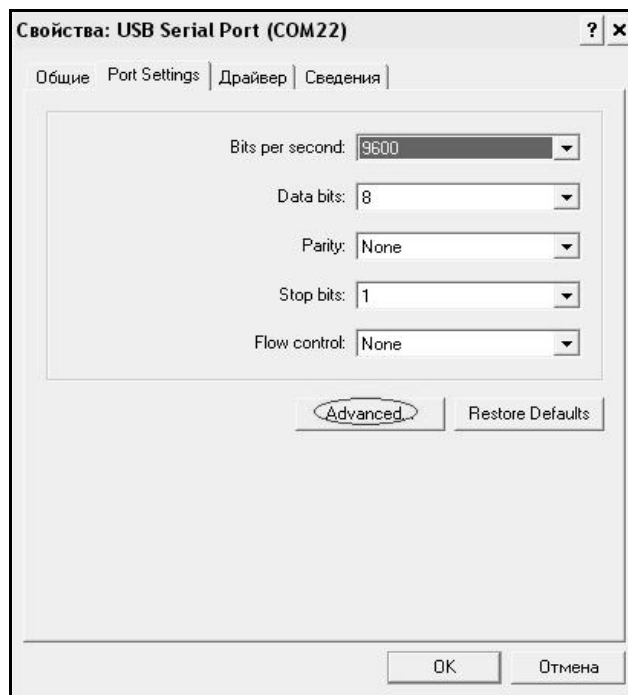 Свойства: USB Serial Port (COM22)
Общие Port Settings Драйвер Сведения
Bits per second: 9600
Data bits: 8
Parity: None
Stop bits: 1
Flow control: None
Advanced... Restore Defaults
OK Отмена